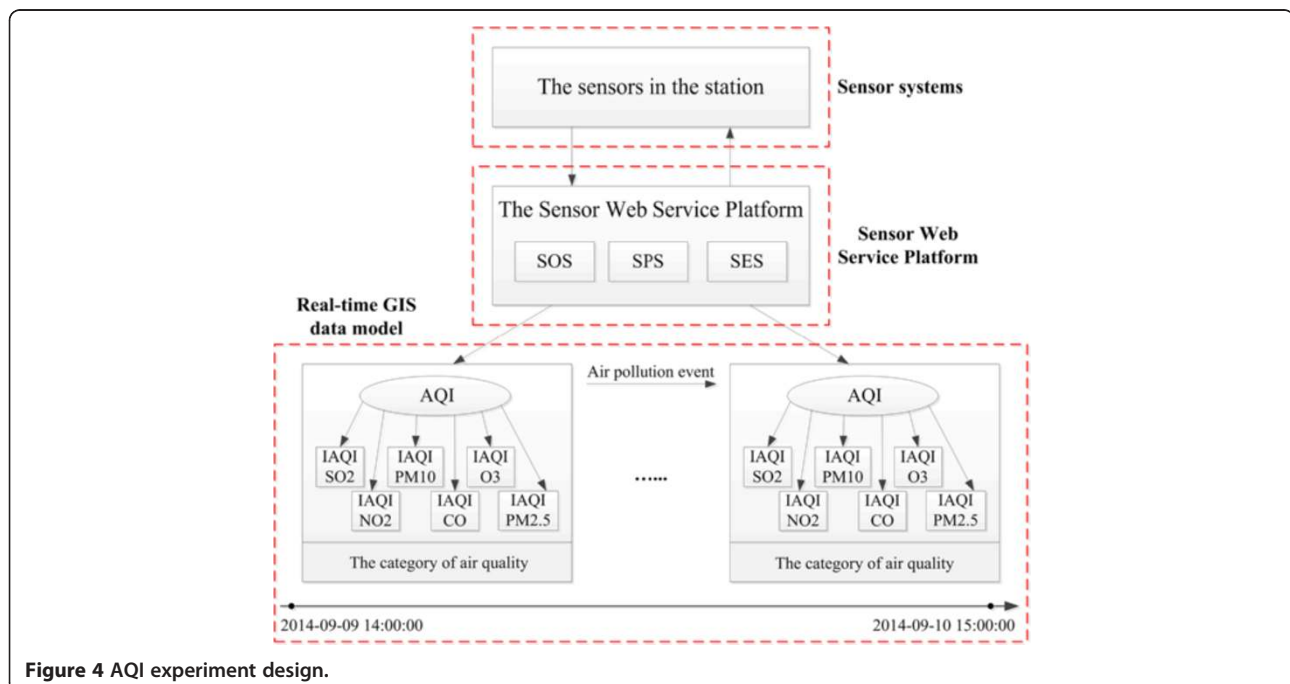 The sensors in the station
Sensor systems
The Sensor Web Service Platform
SOS SPS SES
Sensor Web
Service Platform
Real-time GIS
data model
AQI
IAQI
SO2
IAQI
PM10
IAQI
O3
IAQI
NO2
IAQI
CO
IAQI
PM2.5
The category of air quality
Air pollution event
......
AQI
IAQI
SO2
IAQI
PM10
IAQI
O3
IAQI
NO2
IAQI
CO
IAQI
PM2.5
The category of air quality
2014-09-09 14:00:00
2014-09-10 15:00:00
Figure 4 AQI experiment design.